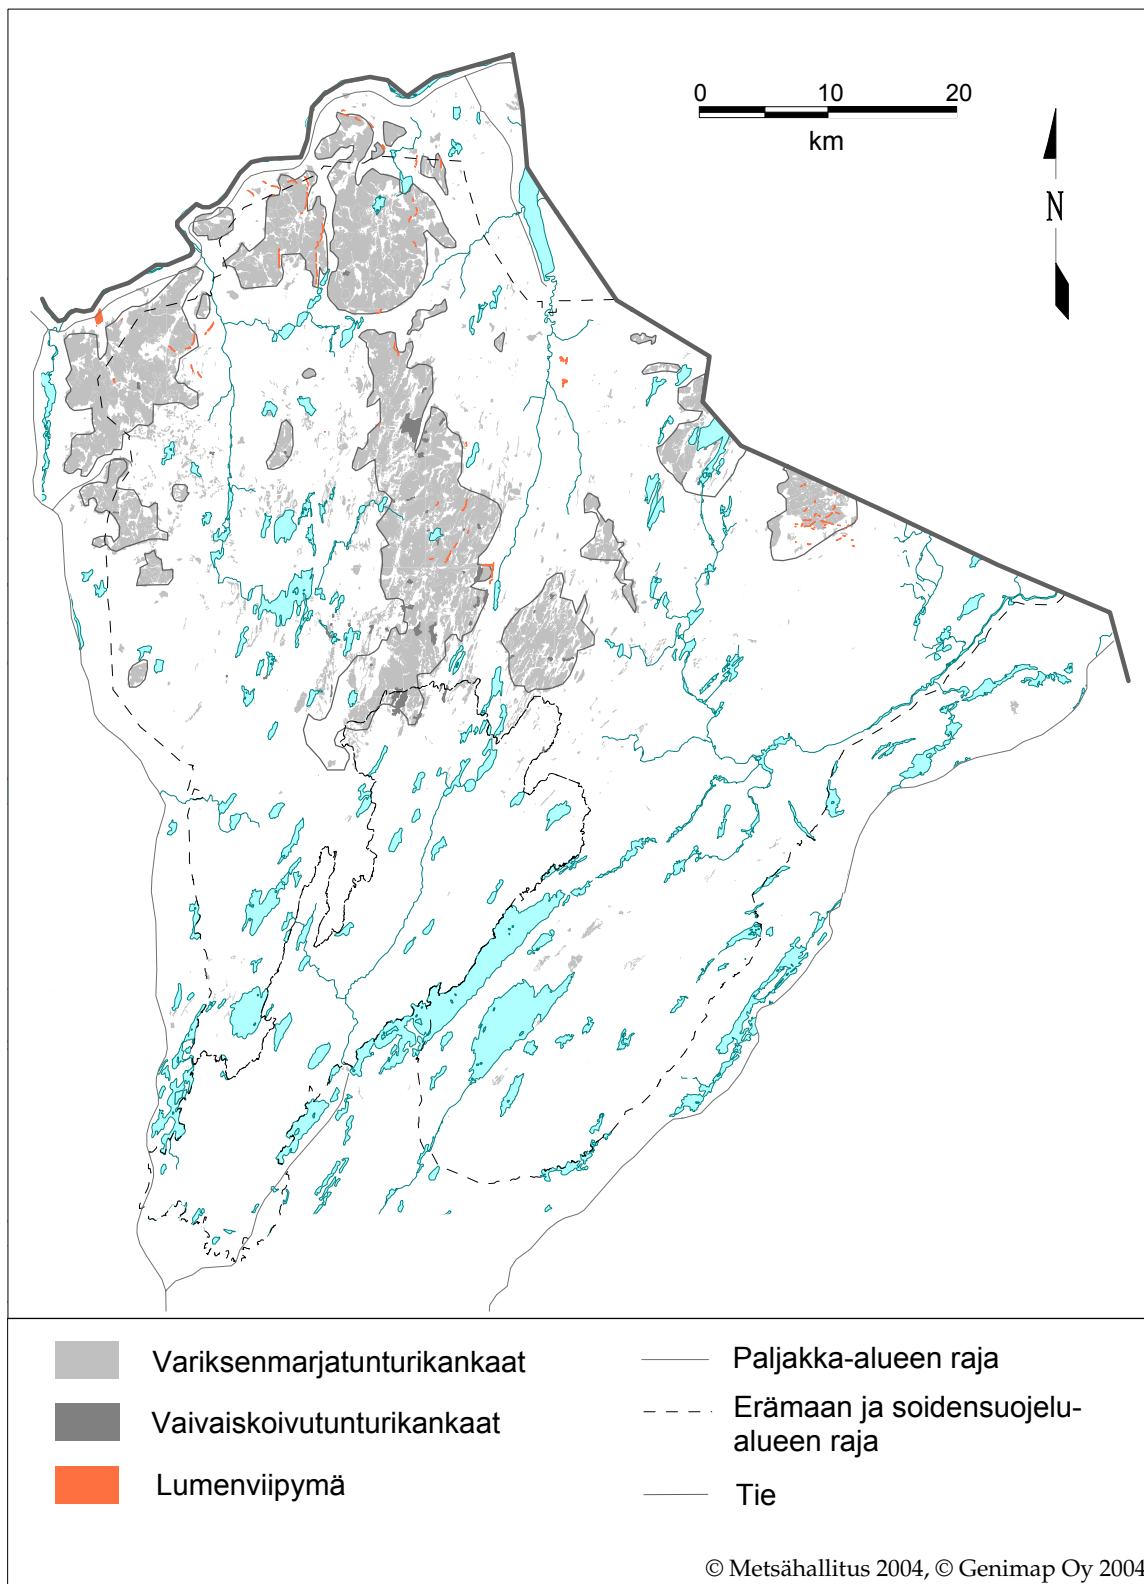 0 10 20
km
N
Variksenmarjatunturikankaat
Vaivaiskoivutunturikankaat
Lumenviipymä
Paljakka-alueen raja
Erämaan ja soidensuojelu-
alueen raja
Tie
© Metsähallitus 2004, © Genimap Oy 2004